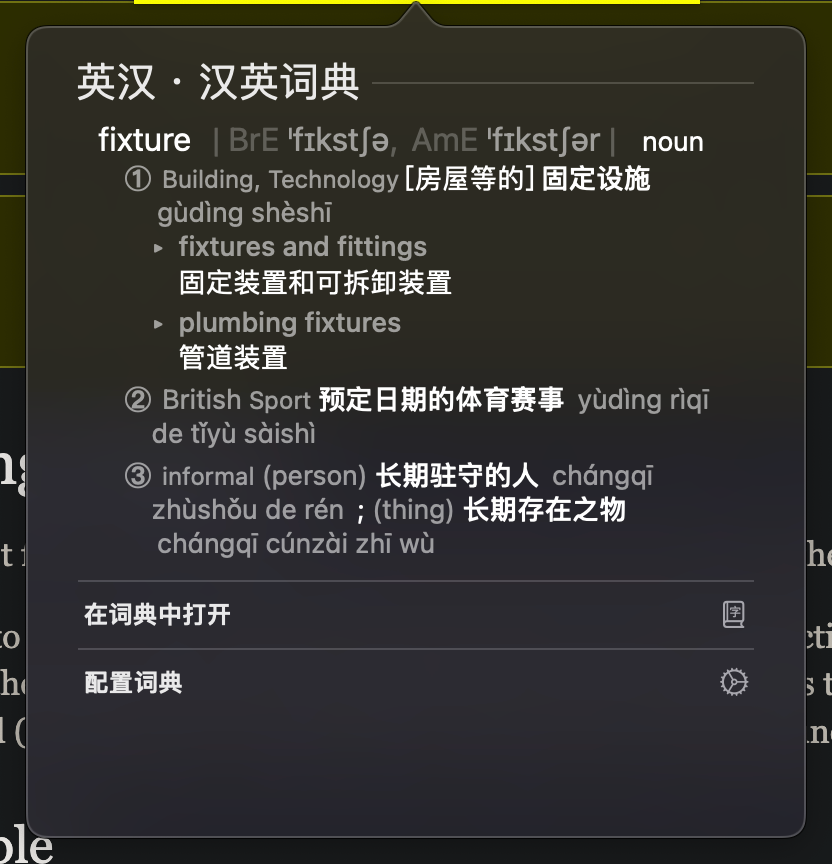 英汉・汉英词典
fixture | BrE ˈfɪkstʃə, AmE ˈfɪkstʃər | noun
① Building, Technology [房屋等的] 固定设施
gùdìng shèshī
▸ fixtures and fittings
固定装置和可拆卸装置
▸ plumbing fixtures
管道装置
② British Sport 预定日期的体育赛事 yùdìng rìqī
de tǐyù sàishì
③ informal (person) 长期驻守的人 chángqī
zhùshǒu de rén ; (thing) 长期存在之物
chángqī cúnzài zhī wù
在词典中打开
字
配置词典